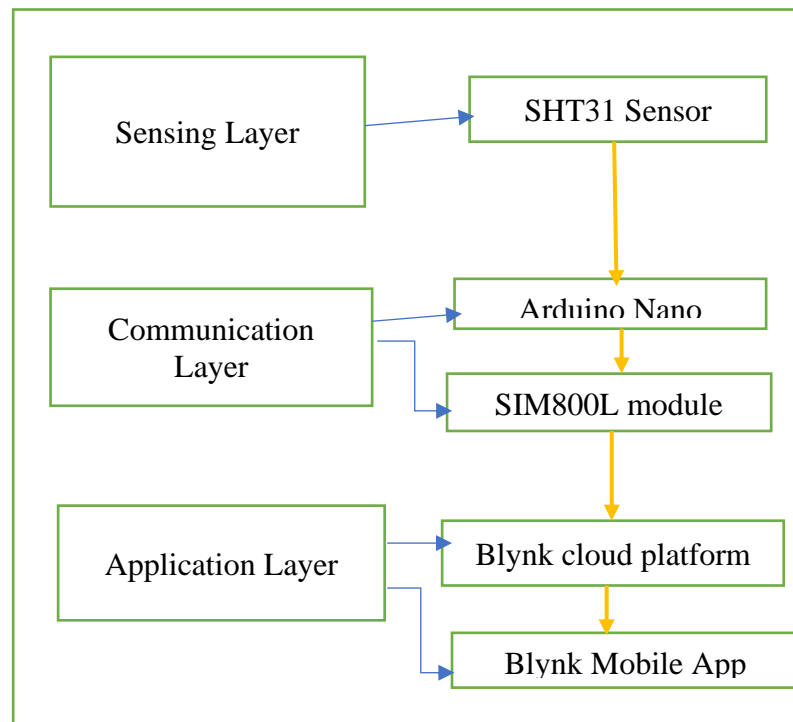 Sensing Layer
SHT31 Sensor
Communication
Layer
Arduino Nano
SIM800L module
Application Layer
Blynk cloud platform
Blynk Mobile App